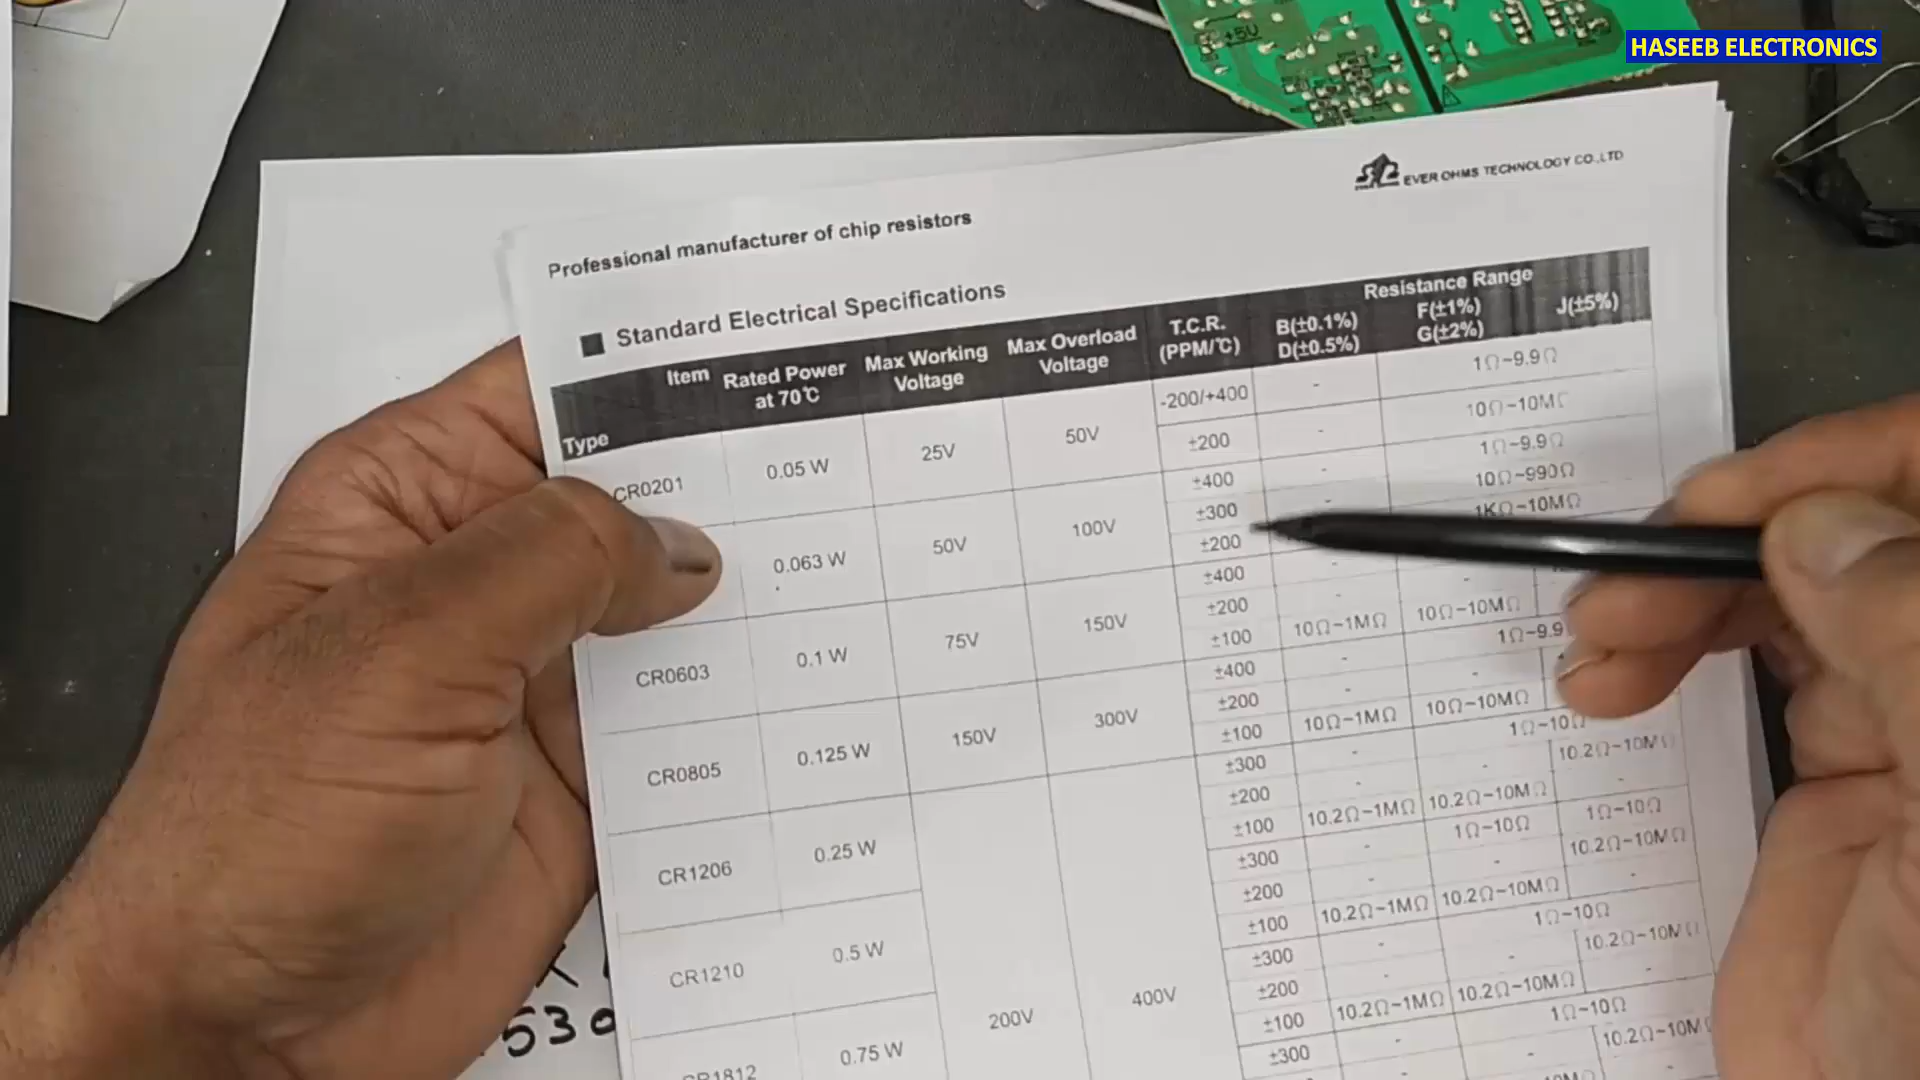 HASEEB ELECTRONICS
+5V
EVER OHMS TECHNOLOGY CO.,LTD
Professional manufacturer of chip resistors
Standard Electrical Specifications
Item Type
Rated Power at 70℃
Max Working Voltage
Max Overload Voltage
T.C.R. (PPM/℃)
Resistance Range
B(±0.1%) D(±0.5%)
F(±1%) G(±2%)
J(±5%)
CR0201 0.05 W 25V 50V
-200/+400 - 1Ω~9.9Ω
±200 - 10Ω~10MΩ
0.063 W 50V 100V
±400 - 1Ω~9.9Ω
±300 - 10Ω~990Ω
±200 1KΩ~10MΩ
CR0603 0.1 W 75V 150V
±400 -
±200 - -
±100 10Ω~1MΩ 10Ω~10MΩ
CR0805 0.125 W 150V 300V
±400 - 1Ω~9.9
±200 - -
±100 10Ω~1MΩ 10Ω~10MΩ
CR1206 0.25 W 200V 400V
±300 - 1Ω~10Ω
±200 - - 10.2Ω~10MΩ
±100 10.2Ω~1MΩ 10.2Ω~10MΩ -
CR1210 0.5 W
±300 - 1Ω~10Ω 1Ω~10Ω
±200 - - 10.2Ω~10MΩ
±100 10.2Ω~1MΩ 10.2Ω~10MΩ -
CR1812 0.75 W
±300 - 1Ω~10Ω
±200 - - 10.2Ω~10MΩ
±100 10.2Ω~1MΩ 10.2Ω~10MΩ -
±300 - 1Ω~10Ω
- 10.2Ω~10M
530